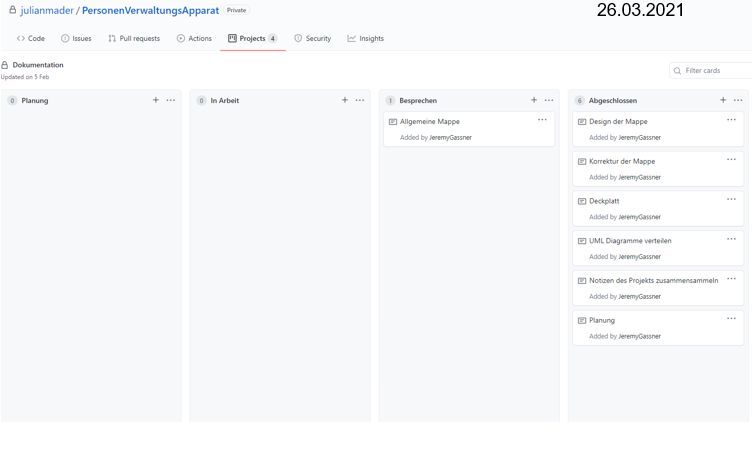 julianmader / PersonenVerwaltungsApparat Private
26.03.2021
Code Issues Pull requests Actions Projects 4 Security Insights
Dokumentation
Updated on 5 Feb
Filter cards
0 Planung
0 In Arbeit
1 Besprechen
Allgemeine Mappe
Added by JeremyGassner
6 Abgeschlossen
Design der Mappe
Added by JeremyGassner
Korrektur der Mappe
Added by JeremyGassner
Deckplatt
Added by JeremyGassner
UML Diagramme verteilen
Added by JeremyGassner
Notizen des Projekts zusammensammeln
Added by JeremyGassner
Planung
Added by JeremyGassner